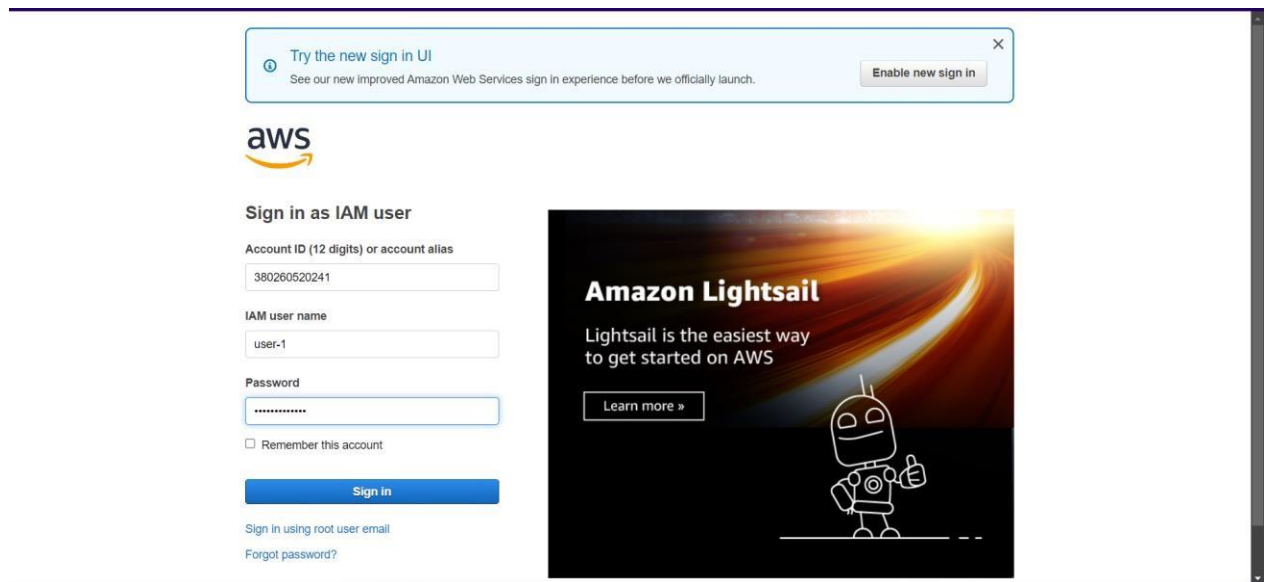 Try the new sign in UI
See our new improved Amazon Web Services sign in experience before we officially launch.
Enable new sign in
aws
Sign in as IAM user
Account ID (12 digits) or account alias
380260520241
IAM user name
user-1
Password
•••••••••••••
Remember this account
Sign in
Sign in using root user email
Forgot password?
Amazon Lightsail
Lightsail is the easiest way
to get started on AWS
Learn more »